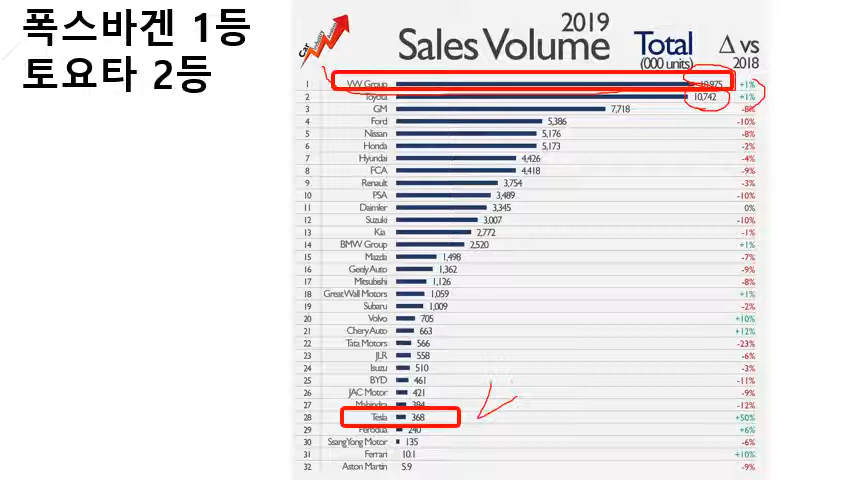 폭스바겐 1등
토요타 2등
Car Industry Analysis
2019
Sales Volume
Total
(000 units)
Δ vs
2018
1 VW Group 10,975 +1%
2 Toyota 10,742 +1%
3 GM 7,718 -8%
4 Ford 5,386 -10%
5 Nissan 5,176 -8%
6 Honda 5,173 -2%
7 Hyundai 4,426 -4%
8 FCA 4,418 -9%
9 Renault 3,754 -3%
10 PSA 3,489 -10%
11 Daimler 3,345 0%
12 Suzuki 3,007 -10%
13 Kia 2,772 -1%
14 BMW Group 2,520 +1%
15 Mazda 1,498 -7%
16 Geely Auto 1,362 -9%
17 Mitsubishi 1,126 -8%
18 Great Wall Motors 1,059 +1%
19 Subaru 1,009 -2%
20 Volvo 705 +10%
21 Chery Auto 663 +12%
22 Tata Motors 566 -23%
23 JLR 558 -6%
24 Isuzu 510 -3%
25 BYD 461 -11%
26 JAC Motor 421 -9%
27 Mahindra 384 -12%
28 Tesla 368 +50%
29 Perodua 240 +6%
30 SsangYong Motor 135 -6%
31 Ferrari 10.1 +10%
32 Aston Martin 5.9 -9%